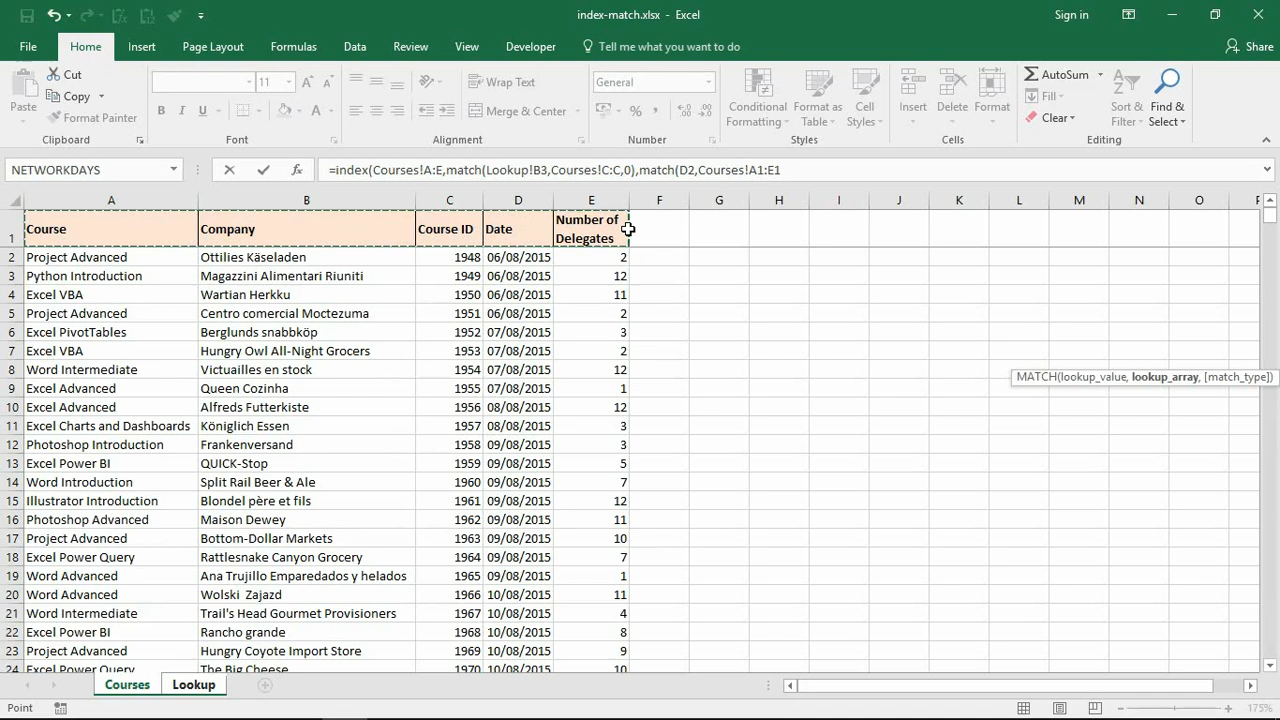 index-match.xlsx - Excel
Sign in
File Home Insert Page Layout Formulas Data Review View Developer Tell me what you want to do Share
Paste Cut
Copy
Format Painter
Clipboard
11
Font
Wrap Text
Merge & Center
Alignment
General
Number
Conditional Formatting
Format as Table
Cell Styles
Styles
Insert Delete Format
Cells
AutoSum
Fill
Clear
Sort & Filter
Find & Select
Editing
NETWORKDAYS =index(Courses!A:E,match(Lookup!B3,Courses!C:C,0),match(D2,Courses!A1:E1
A B C D E F G H I J K L M N O P
1 Course Company Course ID Date Number of Delegates
2 Project Advanced Ottilies Käseladen 1948 06/08/2015 2
3 Python Introduction Magazzini Alimentari Riuniti 1949 06/08/2015 12
4 Excel VBA Wartian Herkku 1950 06/08/2015 11
5 Project Advanced Centro comercial Moctezuma 1951 06/08/2015 2
6 Excel PivotTables Berglunds snabbköp 1952 07/08/2015 3
7 Excel VBA Hungry Owl All-Night Grocers 1953 07/08/2015 2
8 Word Intermediate Victuailles en stock 1954 07/08/2015 12
MATCH(lookup_value, lookup_array, [match_type])
9 Excel Advanced Queen Cozinha 1955 07/08/2015 1
10 Excel Advanced Alfreds Futterkiste 1956 08/08/2015 12
11 Excel Charts and Dashboards Königlich Essen 1957 08/08/2015 3
12 Photoshop Introduction Frankenversand 1958 09/08/2015 3
13 Excel Power BI QUICK-Stop 1959 09/08/2015 5
14 Word Introduction Split Rail Beer & Ale 1960 09/08/2015 7
15 Illustrator Introduction Blondel père et fils 1961 09/08/2015 12
16 Photoshop Advanced Maison Dewey 1962 09/08/2015 11
17 Project Advanced Bottom-Dollar Markets 1963 09/08/2015 10
18 Excel Power Query Rattlesnake Canyon Grocery 1964 09/08/2015 7
19 Word Advanced Ana Trujillo Emparedados y helados 1965 09/08/2015 1
20 Word Advanced Wolski Zajazd 1966 10/08/2015 11
21 Word Intermediate Trail's Head Gourmet Provisioners 1967 10/08/2015 4
22 Excel Power BI Rancho grande 1968 10/08/2015 8
23 Project Advanced Hungry Coyote Import Store 1969 10/08/2015 9
24 Excel Power Query The Big Cheese 1970 10/08/2015 10
Courses Lookup
Point 175%